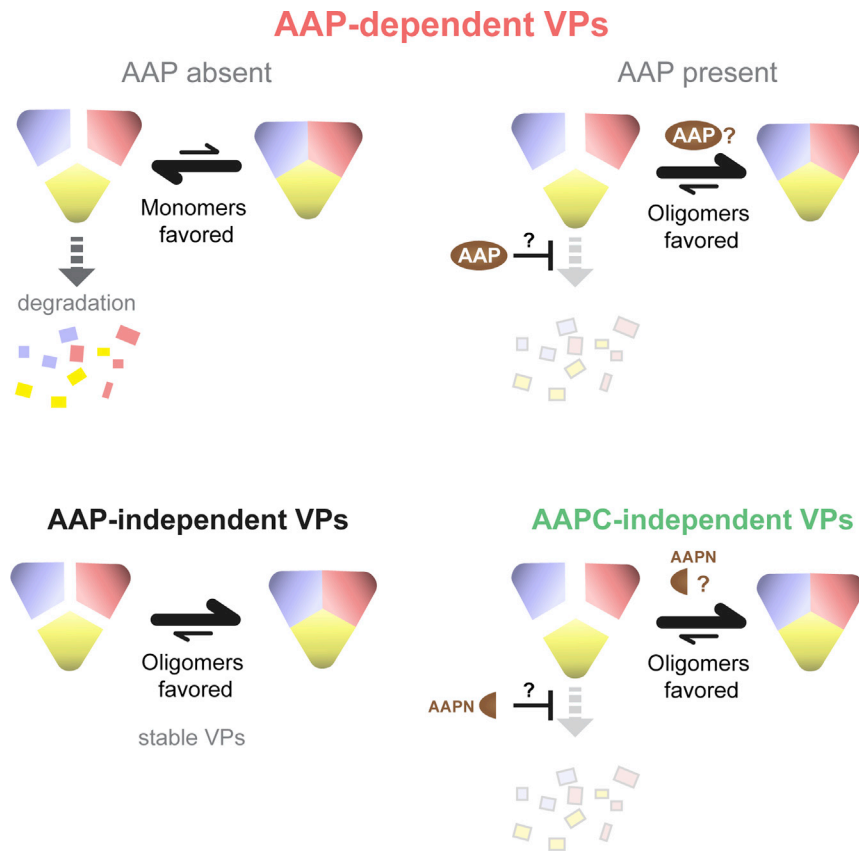 AAP-dependent VPs
AAP absent
AAP present
AAP ?
Monomers
favored
Oligomers
favored
?
AAP
degradation
AAP-independent VPs
AAPC-independent VPs
AAPN
?
Oligomers
favored
Oligomers
favored
?
AAPN
stable VPs